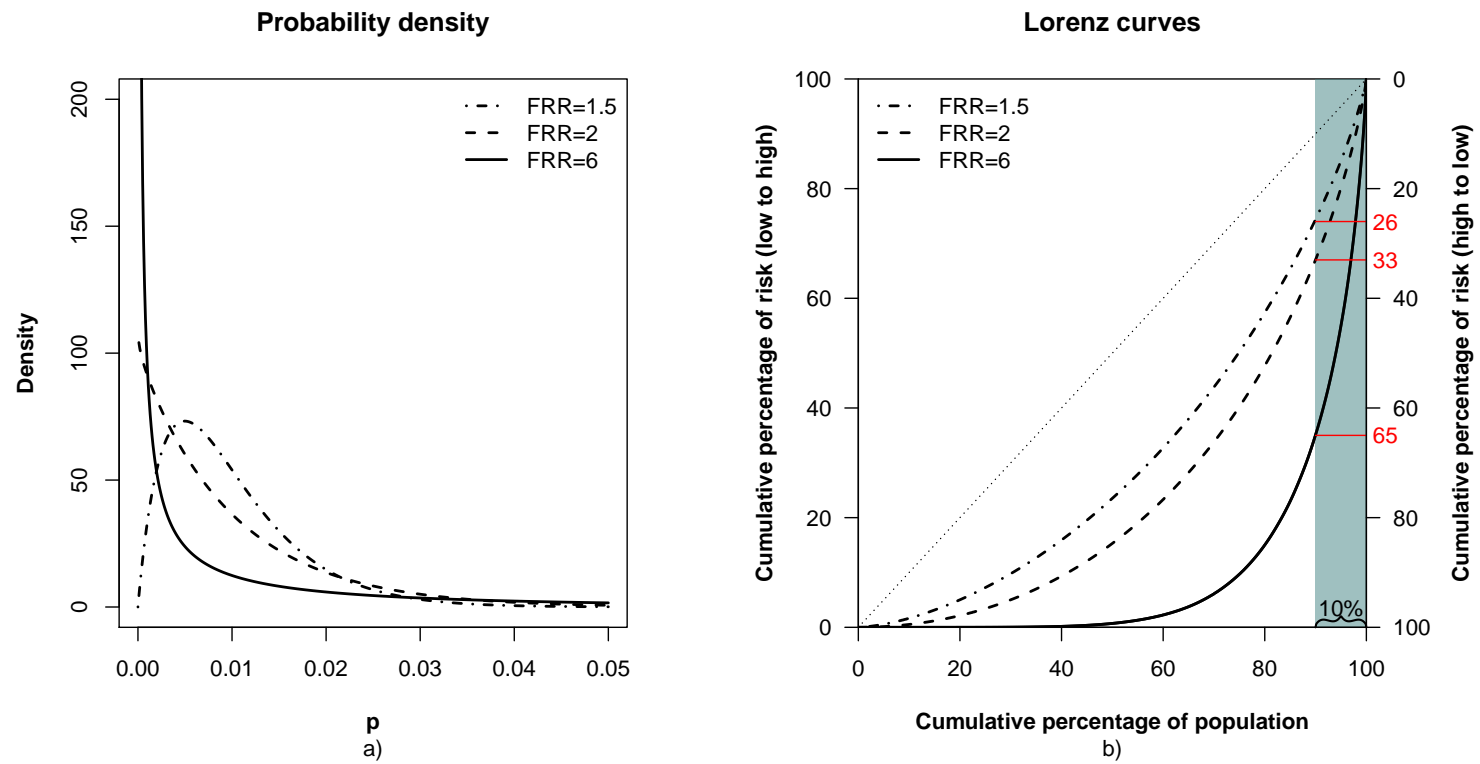 Probability density
Density
200
150
100
50
0
FRR=1.5
FRR=2
FRR=6
0.00 0.01 0.02 0.03 0.04 0.05
p
a)
Lorenz curves
Cumulative percentage of risk (low to high)
100
80
60
40
20
0
FRR=1.5
FRR=2
FRR=6
10%
0 20 40 60 80 100
Cumulative percentage of population
b)
0
20
26
33
40
60
65
80
100
Cumulative percentage of risk (high to low)